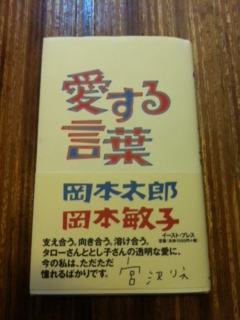 愛する
言葉
岡本太郎
岡本敏子
イースト・プレス
支え合う。向き合う。溶け合う。
タローさんととし子さんの透明な愛に、
今の私は、ただただ
憧れるばかりです。
宮沢りえ